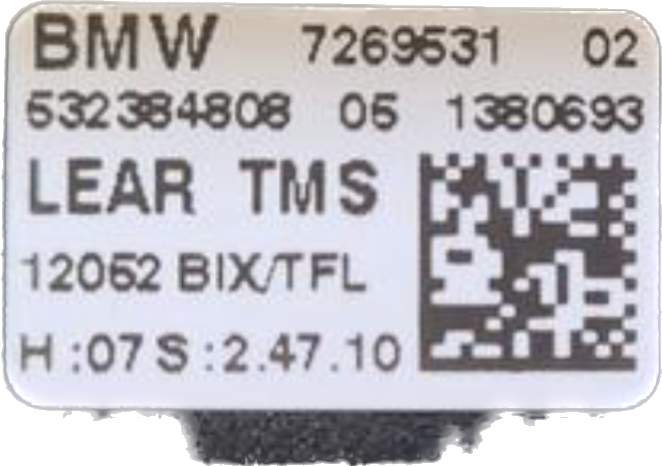 BMW 7269531 02
532384808 05 1380693
LEAR TMS
12052 BIX/TFL
H :07 S :2.47.10